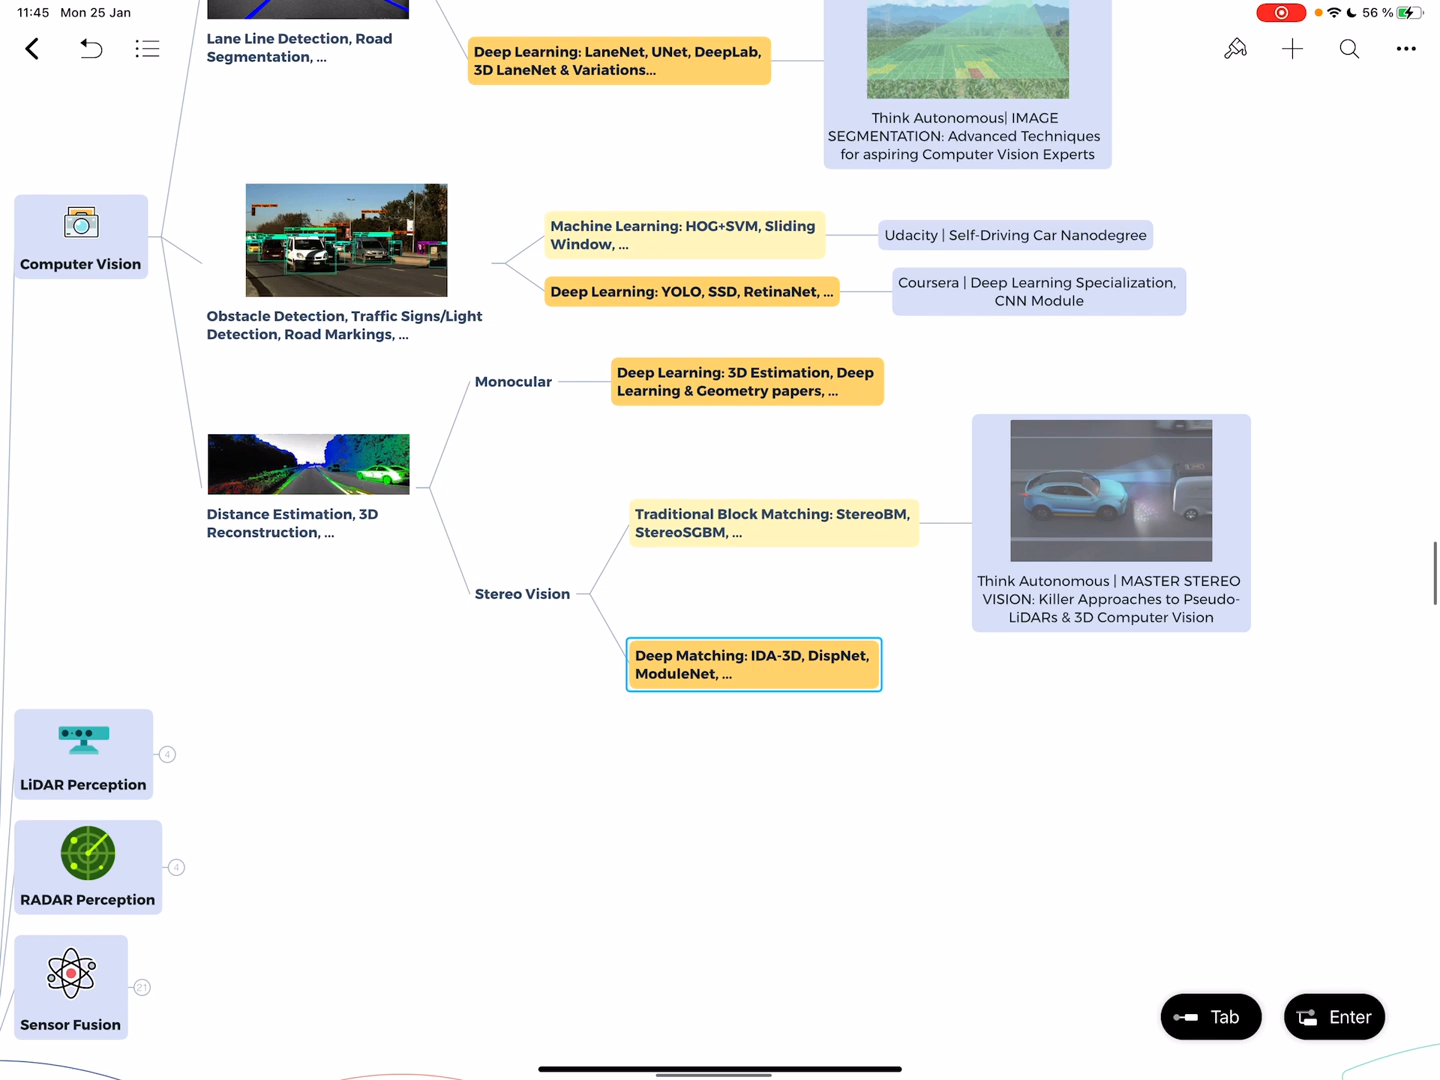 11:45 Mon 25 Jan
56 %
Lane Line Detection, Road
Segmentation, ...
Deep Learning: LaneNet, UNet, DeepLab,
3D LaneNet & Variations...
Think Autonomous| IMAGE
SEGMENTATION: Advanced Techniques
for aspiring Computer Vision Experts
Computer Vision
Obstacle Detection, Traffic Signs/Light
Detection, Road Markings, ...
Machine Learning: HOG+SVM, Sliding
Window, ...
Udacity | Self-Driving Car Nanodegree
Deep Learning: YOLO, SSD, RetinaNet, ...
Coursera | Deep Learning Specialization,
CNN Module
Distance Estimation, 3D
Reconstruction, ...
Monocular
Deep Learning: 3D Estimation, Deep
Learning & Geometry papers, ...
Stereo Vision
Traditional Block Matching: StereoBM,
StereoSGBM, ...
Think Autonomous | MASTER STEREO
VISION: Killer Approaches to Pseudo-
LiDARs & 3D Computer Vision
Deep Matching: IDA-3D, DispNet,
ModuleNet, ...
LiDAR Perception
4
RADAR Perception
4
Sensor Fusion
21
Tab
Enter